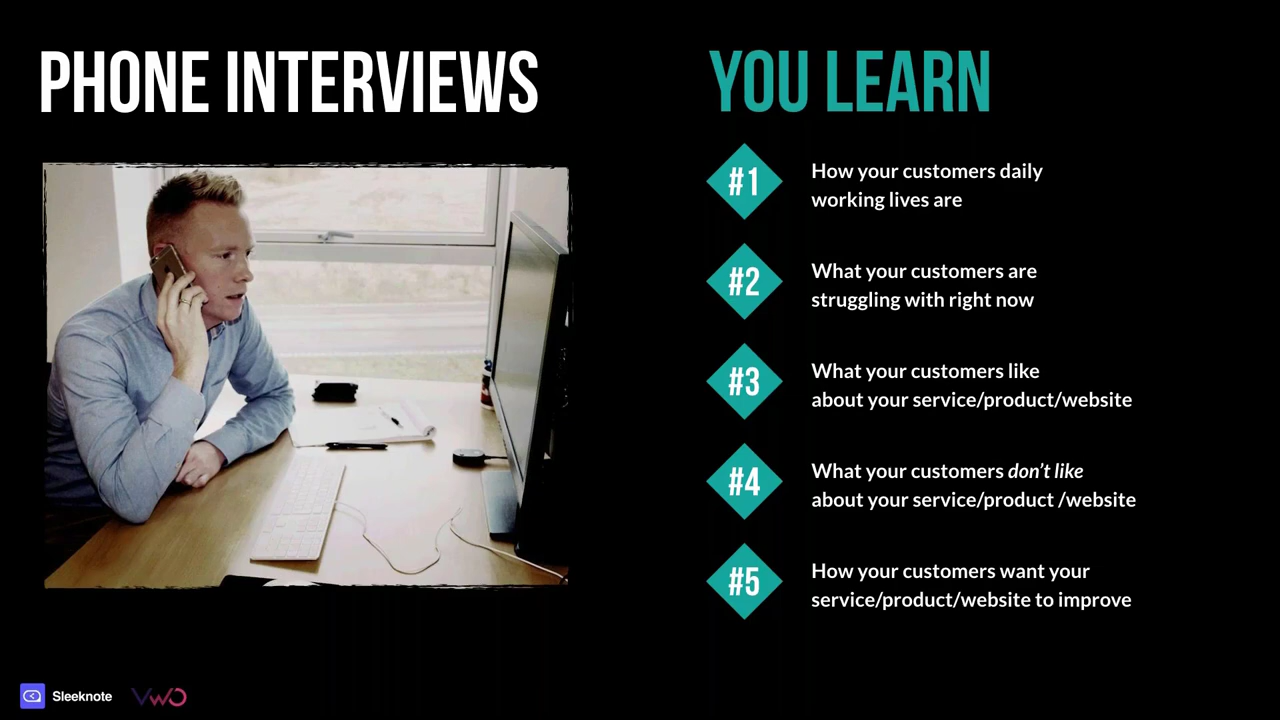 PHONE INTERVIEWS
YOU LEARN
#1
How your customers daily
working lives are
#2
What your customers are
struggling with right now
#3
What your customers like
about your service/product/website
#4
What your customers don't like
about your service/product /website
#5
How your customers want your
service/product/website to improve
Sleeknote
VWO